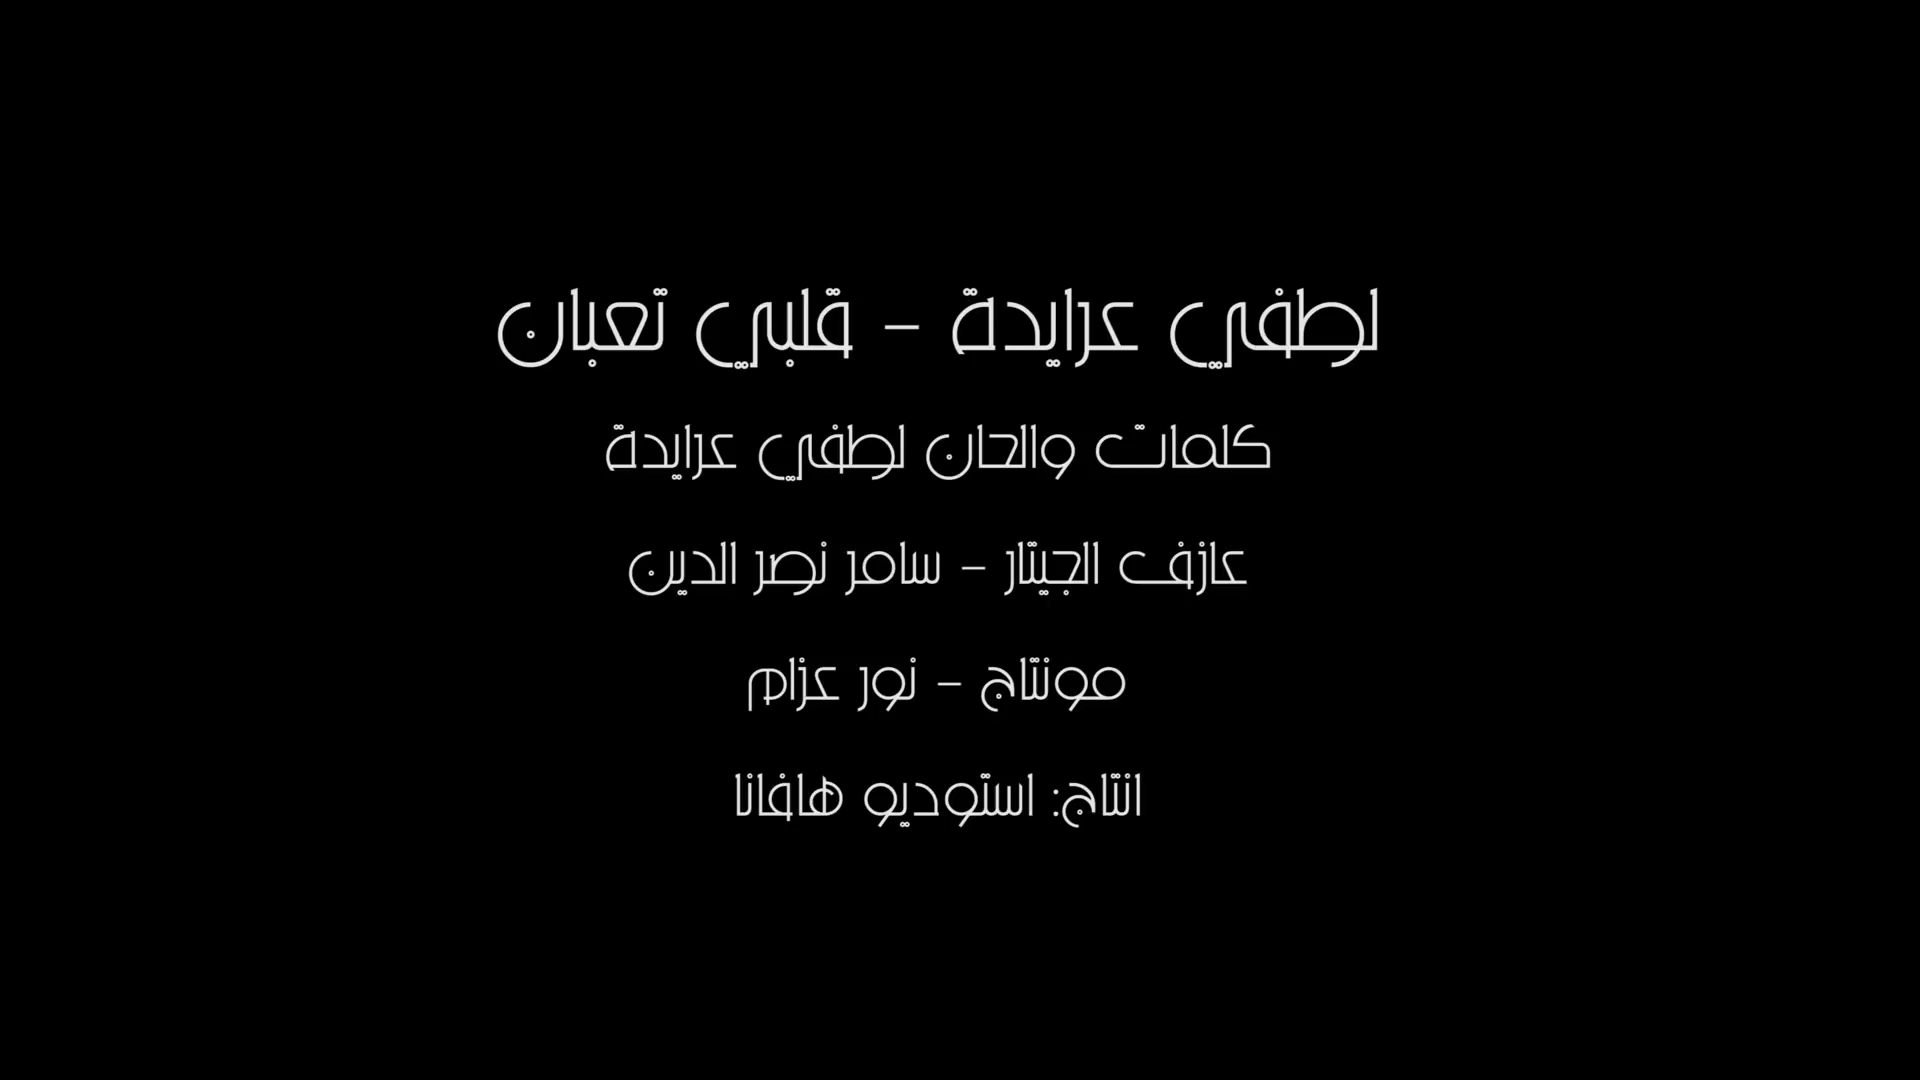 لطفي عرايدة – قلبي تعبان
كلمات والحان لطفي عرايدة
عازف الجيتار – سامر نصر الدين
مونتاج – نور عزام
انتاج: استوديو هافانا